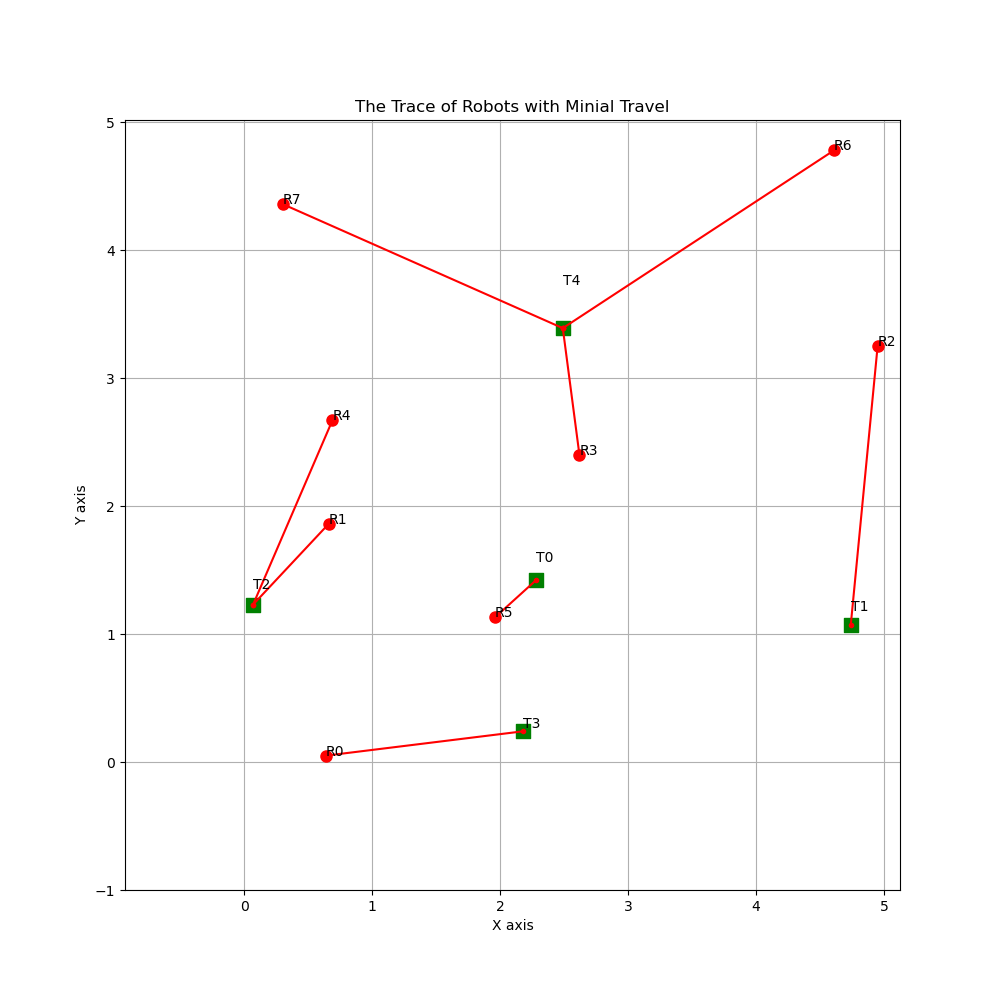 The Trace of Robots with Minial Travel
5
R6
R7
4
T4
R2
3
R4
R3
Y axis
2
R1
T0
T2
T1
R5
1
T3
R0
0
−1
0 1 2 3 4 5
X axis